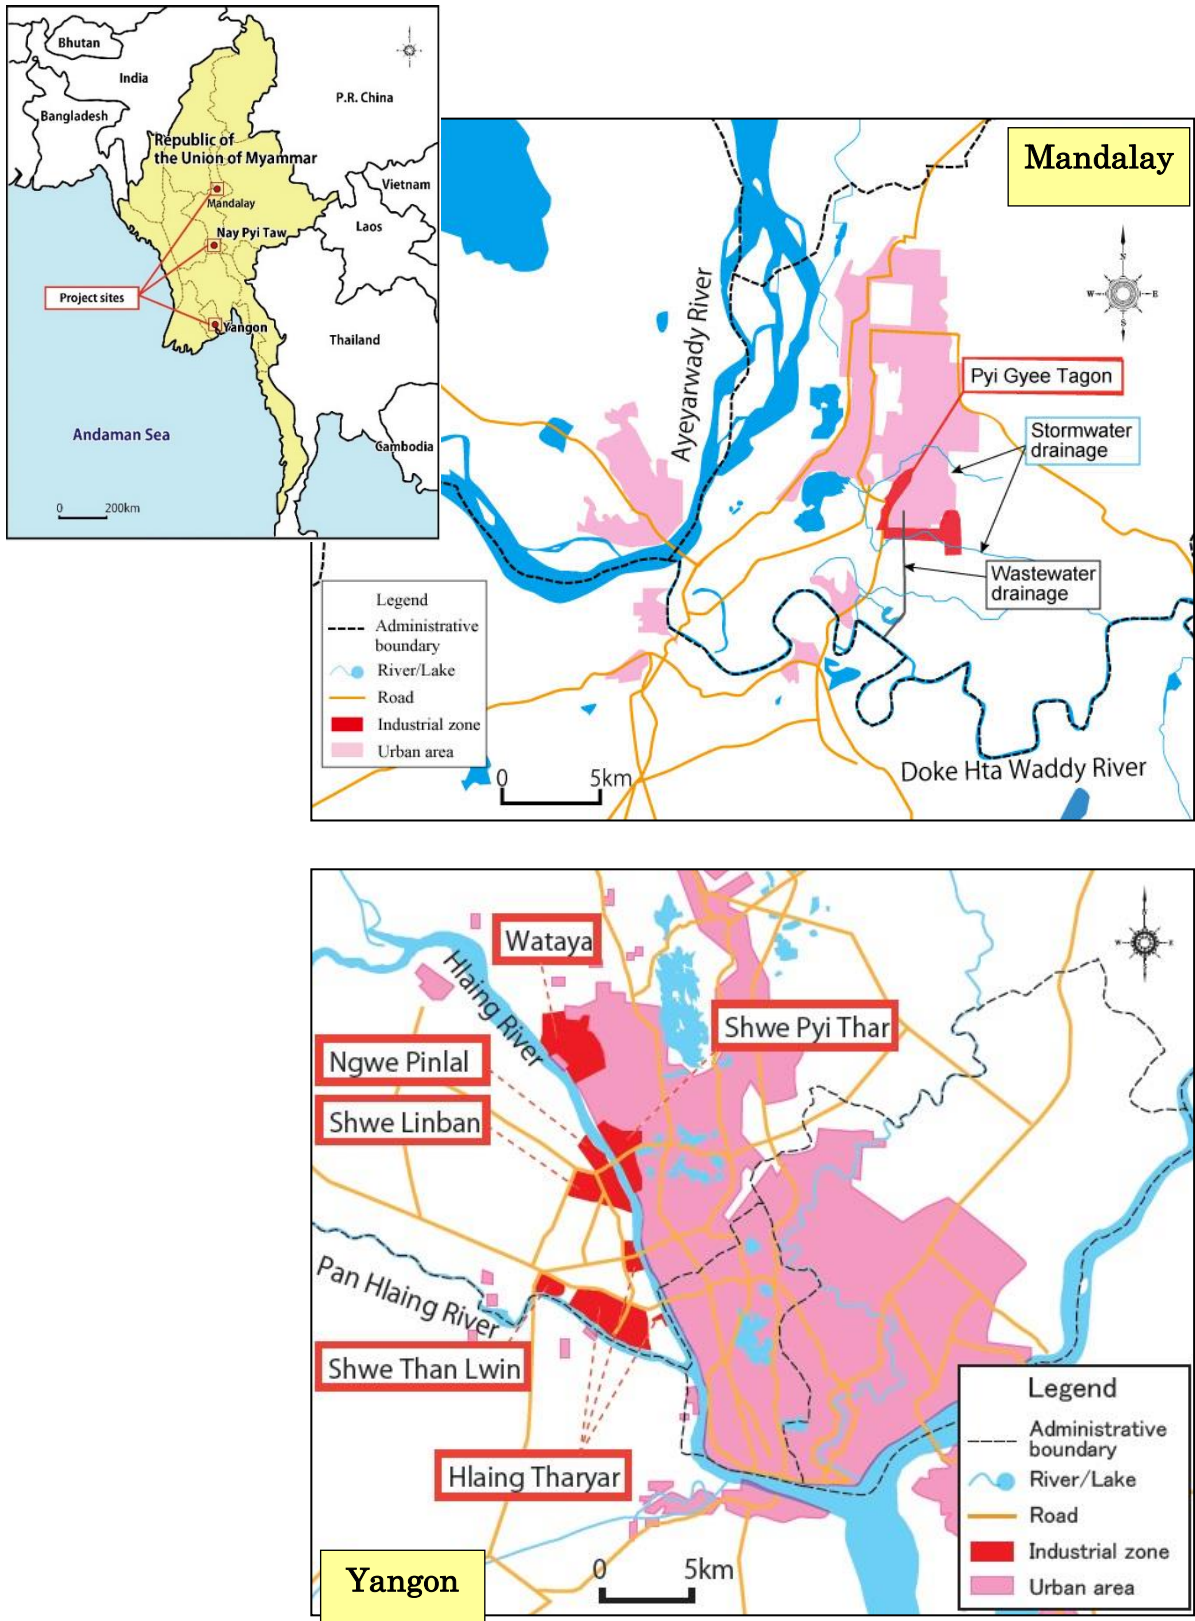 Bhutan
India
P.R. China
Bangladesh
Republic of
the Union of Myammar
Vietnam
Mandalay
Laos
Nay Pyi Taw
Project sites
Yangon
Thailand
Andaman Sea
Cambodia
0 200km
Mandalay
N
W E
S
Ayeyarwady River
Pyi Gyee Tagon
Stormwater
drainage
Wastewater
drainage
Legend
Administrative
boundary
River/Lake
Road
Industrial zone
Urban area
0 5km
Doke Hta Waddy River
Wataya
Hlaing River
Shwe Pyi Thar
Ngwe Pinlal
Shwe Linban
Pan Hlaing River
Shwe Than Lwin
Hlaing Tharyar
Legend
Administrative
boundary
River/Lake
Road
Industrial zone
Urban area
0 5km
Yangon